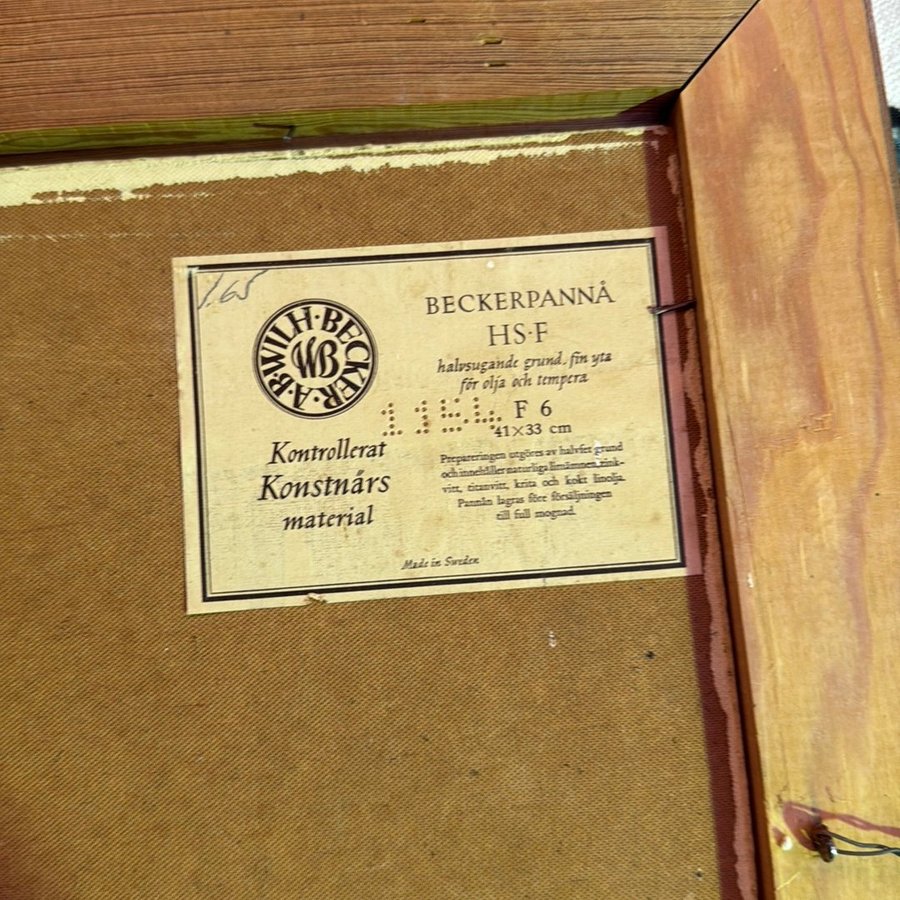 1.65
A·B·WILH·BECKER·
WB
Kontrollerat
Konstnärs
material
BECKERPANNÅ
HS·F
halvsugande grund, fin yta
för olja och tempera
1154
F 6
41×33 cm
Prepareringen utgöres av halvfet grund
och innehåller naturliga limämnen, zink-
vitt, titanvitt, krita och kokt linolja.
Pannån lagras före försäljningen
till full mognad.
Made in Sweden